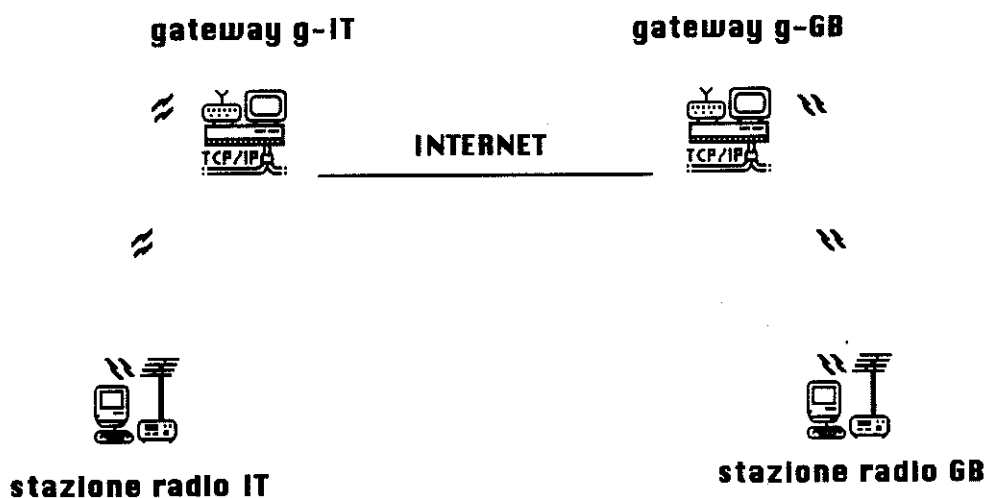 gateway g-IT
gateway g-GB
TCP/IP
INTERNET
TCP/IP
stazione radio IT
stazione radio GB